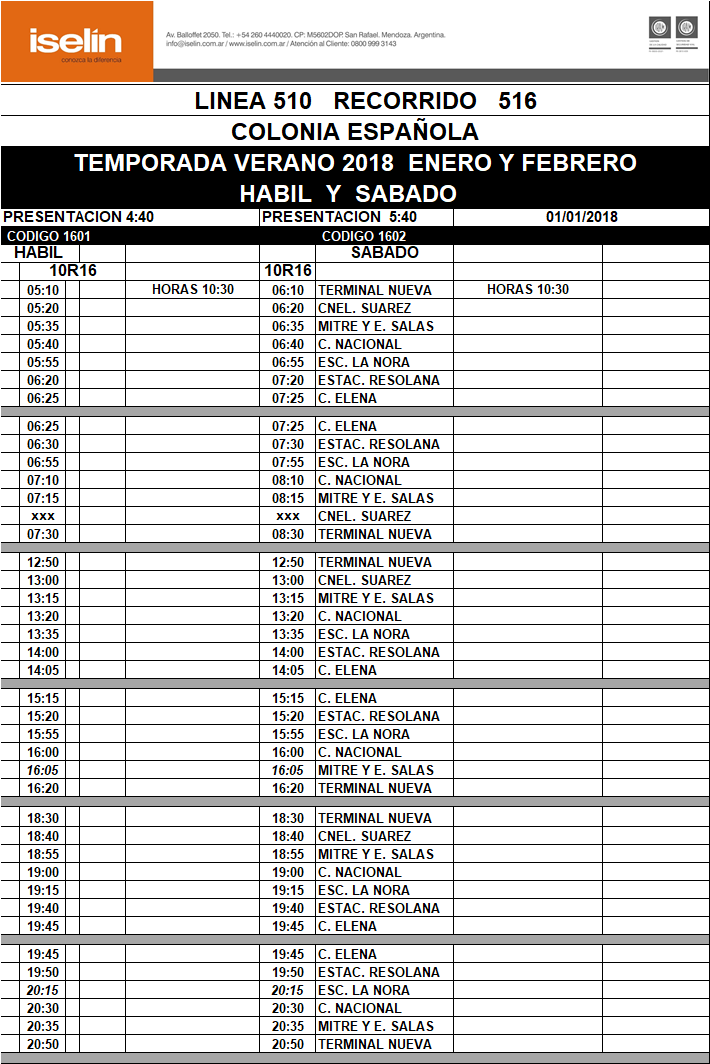 iselín
conozca la diferencia
Av. Balloffet 2050. Tel.: +54 260 4440020. CP: M5602DOP. San Rafael. Mendoza. Argentina.
info@iselin.com.ar / www.iselin.com.ar / Atención al Cliente: 0800 999 3143
LINEA 510 RECORRIDO 516
COLONIA ESPAÑOLA
TEMPORADA VERANO 2018 ENERO Y FEBRERO
HABIL Y SABADO
PRESENTACION 4:40 PRESENTACION 5:40 01/01/2018
CODIGO 1601 CODIGO 1602
HABIL SABADO
10R16 10R16
05:10 HORAS 10:30 06:10 TERMINAL NUEVA HORAS 10:30
05:20 06:20 CNEL. SUAREZ
05:35 06:35 MITRE Y E. SALAS
05:40 06:40 C. NACIONAL
05:55 06:55 ESC. LA NORA
06:20 07:20 ESTAC. RESOLANA
06:25 07:25 C. ELENA
06:25 07:25 C. ELENA
06:30 07:30 ESTAC. RESOLANA
06:55 07:55 ESC. LA NORA
07:10 08:10 C. NACIONAL
07:15 08:15 MITRE Y E. SALAS
xxx xxx CNEL. SUAREZ
07:30 08:30 TERMINAL NUEVA
12:50 12:50 TERMINAL NUEVA
13:00 13:00 CNEL. SUAREZ
13:15 13:15 MITRE Y E. SALAS
13:20 13:20 C. NACIONAL
13:35 13:35 ESC. LA NORA
14:00 14:00 ESTAC. RESOLANA
14:05 14:05 C. ELENA
15:15 15:15 C. ELENA
15:20 15:20 ESTAC. RESOLANA
15:55 15:55 ESC. LA NORA
16:00 16:00 C. NACIONAL
16:05 16:05 MITRE Y E. SALAS
16:20 16:20 TERMINAL NUEVA
18:30 18:30 TERMINAL NUEVA
18:40 18:40 CNEL. SUAREZ
18:55 18:55 MITRE Y E. SALAS
19:00 19:00 C. NACIONAL
19:15 19:15 ESC. LA NORA
19:40 19:40 ESTAC. RESOLANA
19:45 19:45 C. ELENA
19:45 19:45 C. ELENA
19:50 19:50 ESTAC. RESOLANA
20:15 20:15 ESC. LA NORA
20:30 20:30 C. NACIONAL
20:35 20:35 MITRE Y E. SALAS
20:50 20:50 TERMINAL NUEVA